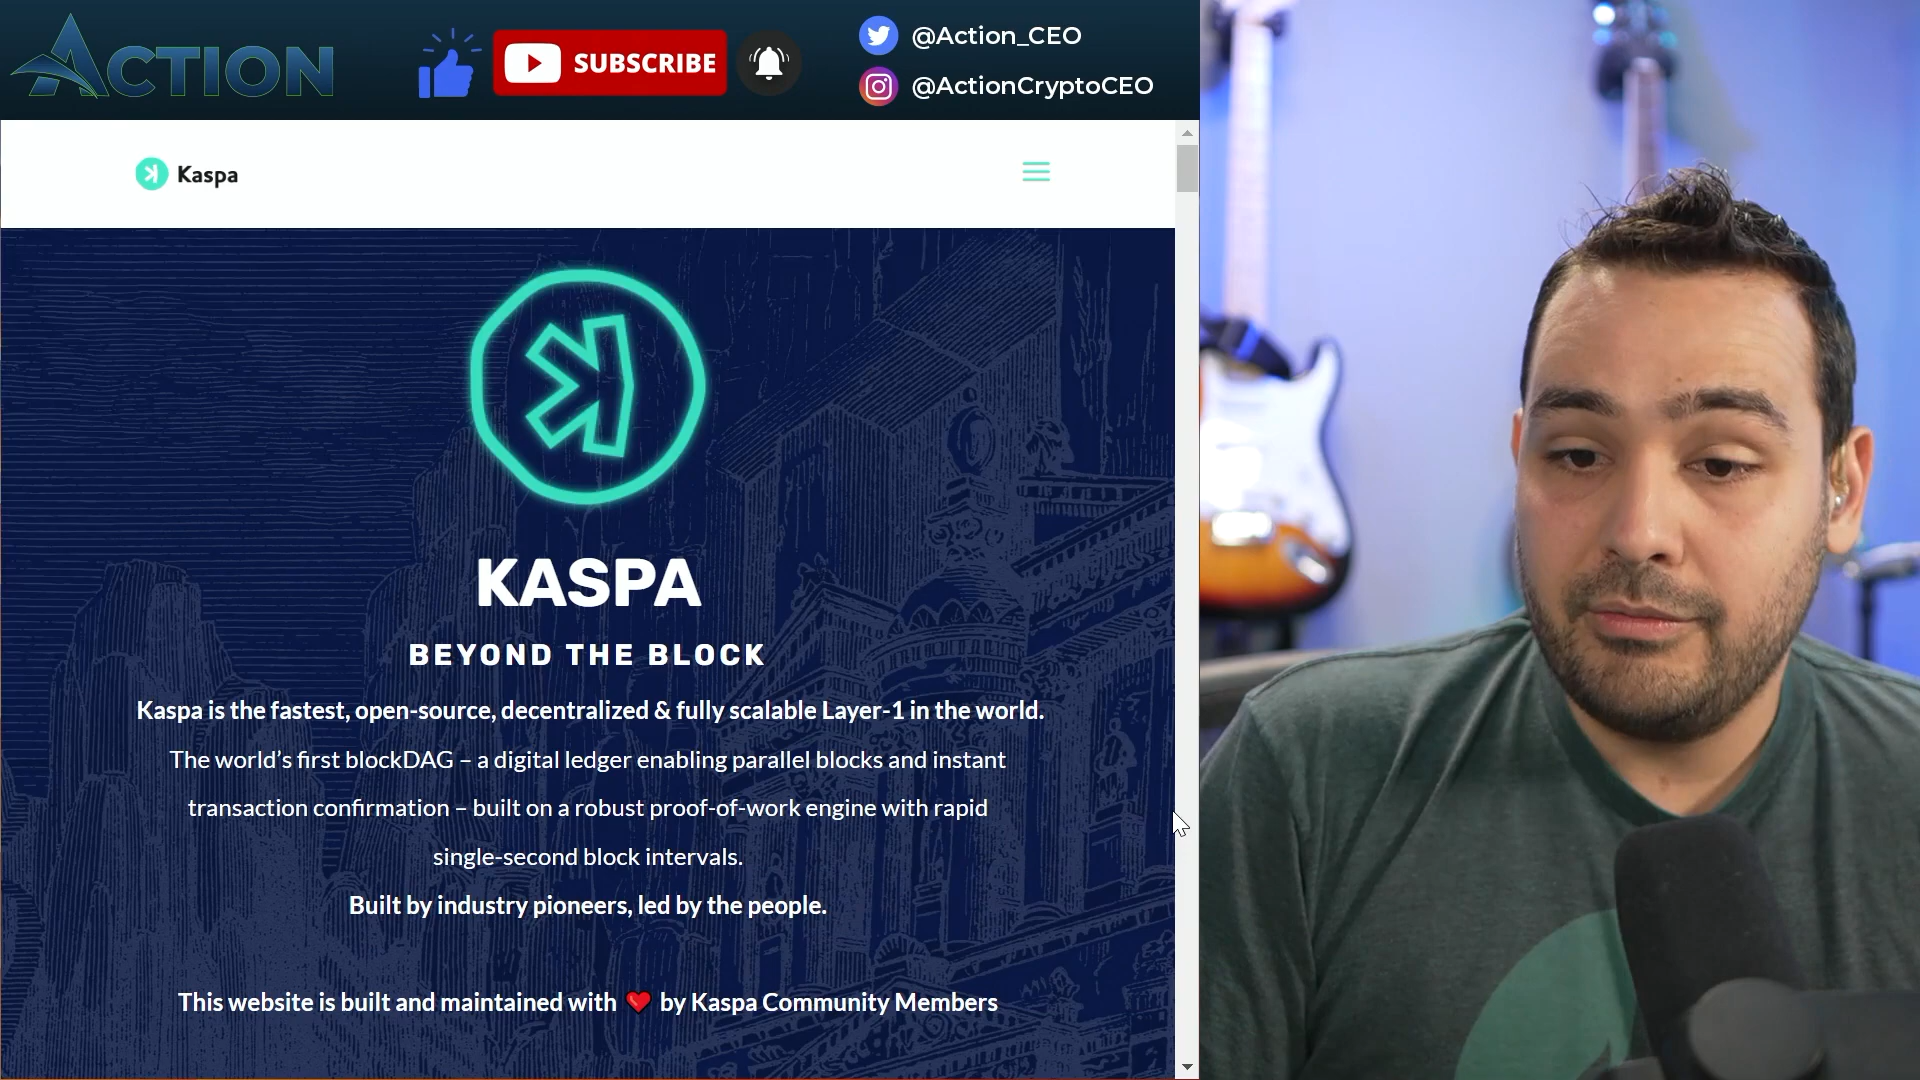 ACTION
SUBSCRIBE
@Action_CEO
@ActionCryptoCEO
Kaspa
KASPA
BEYOND THE BLOCK
Kaspa is the fastest, open-source, decentralized & fully scalable Layer-1 in the world.
The world’s first blockDAG – a digital ledger enabling parallel blocks and instant
transaction confirmation – built on a robust proof-of-work engine with rapid
single-second block intervals.
Built by industry pioneers, led by the people.
This website is built and maintained with ❤️ by Kaspa Community Members